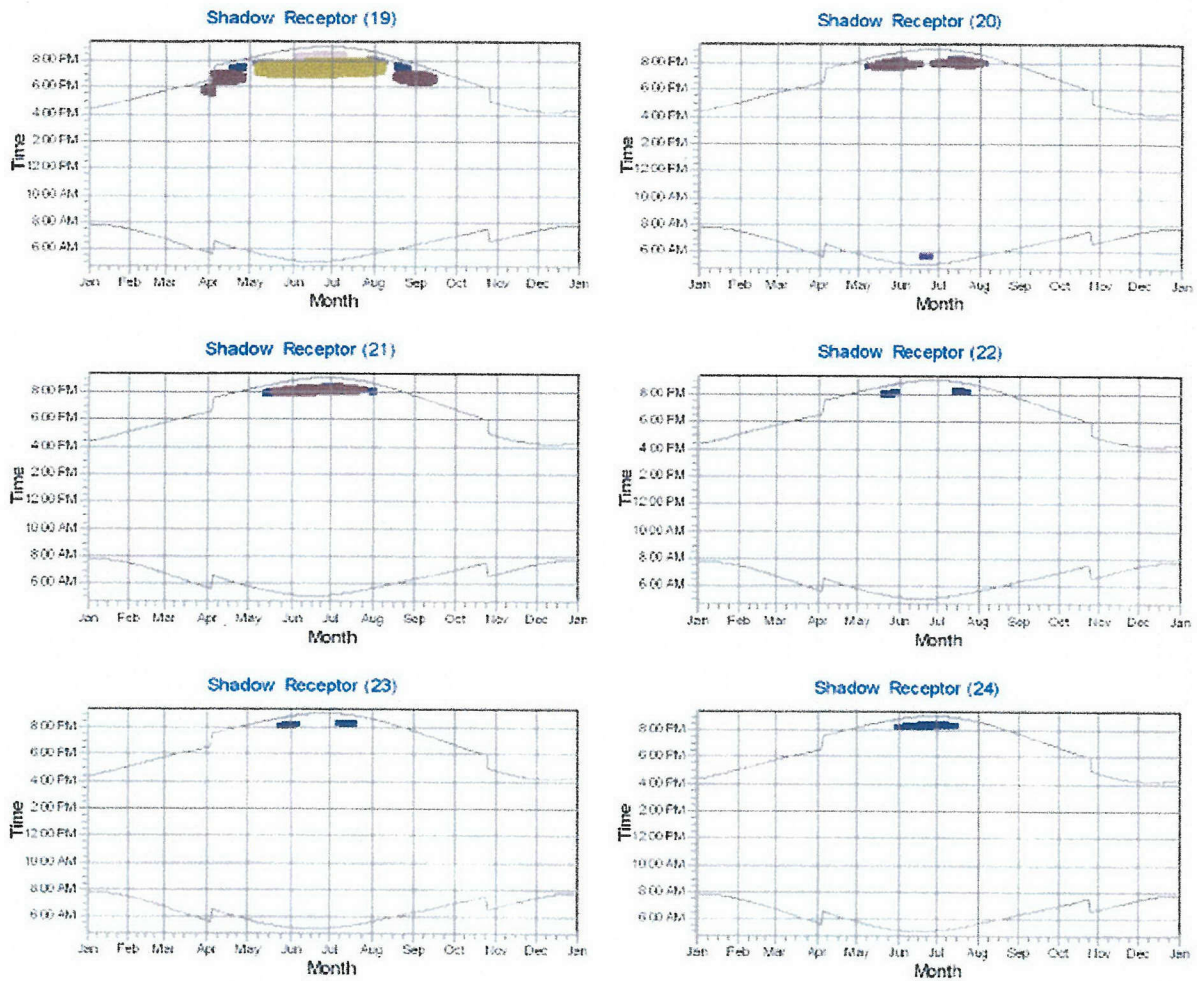 Shadow Receptor (19)
8:00 PM
6:00 PM
4:00 PM
2:00 PM
12:00 PM
10:00 AM
8:00 AM
6:00 AM
Time
Jan Feb Mar Apr May Jun Jul Aug Sep Oct Nov Dec Jan
Month
Shadow Receptor (20)
8:00 PM
6:00 PM
4:00 PM
2:00 PM
12:00 PM
10:00 AM
8:00 AM
6:00 AM
Time
Jan Feb Mar Apr May Jun Jul Aug Sep Oct Nov Dec Jan
Month
Shadow Receptor (21)
8:00 PM
6:00 PM
4:00 PM
2:00 PM
12:00 PM
10:00 AM
8:00 AM
6:00 AM
Time
Jan Feb Mar Apr May Jun Jul Aug Sep Oct Nov Dec Jan
Month
Shadow Receptor (22)
8:00 PM
6:00 PM
4:00 PM
2:00 PM
12:00 PM
10:00 AM
8:00 AM
6:00 AM
Time
Jan Feb Mar Apr May Jun Jul Aug Sep Oct Nov Dec Jan
Month
Shadow Receptor (23)
8:00 PM
6:00 PM
4:00 PM
2:00 PM
12:00 PM
10:00 AM
8:00 AM
6:00 AM
Time
Jan Feb Mar Apr May Jun Jul Aug Sep Oct Nov Dec Jan
Month
Shadow Receptor (24)
8:00 PM
6:00 PM
4:00 PM
2:00 PM
12:00 PM
10:00 AM
8:00 AM
6:00 AM
Time
Jan Feb Mar Apr May Jun Jul Aug Sep Oct Nov Dec Jan
Month